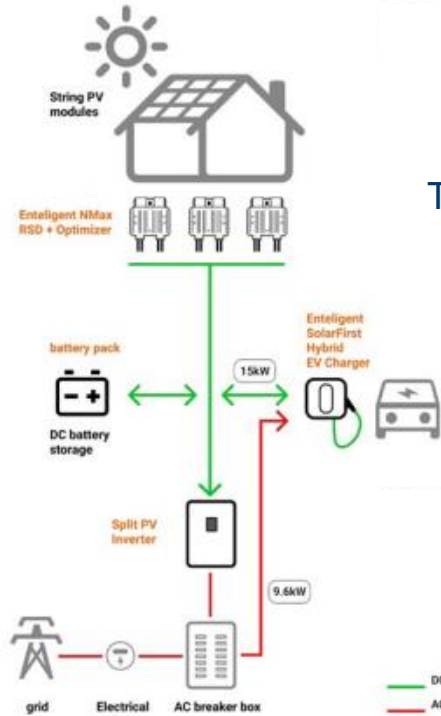 String PV
modules
T
Enteligent NMax
RSD + Optimizer
Enteligent
SolarFirst
Hybrid
EV Charger
battery pack
15kW
DC battery
storage
Split PV
inverter
9.6kW
grid
Electrical
AC breaker box